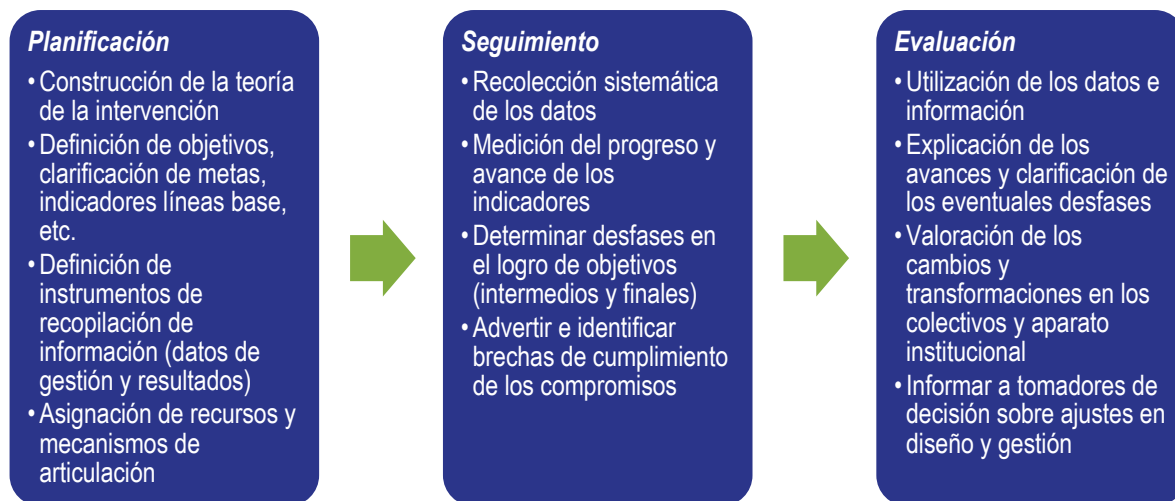 Planificación
• Construcción de la teoría
de la intervención
• Definición de objetivos,
clarificación de metas,
indicadores líneas base,
etc.
• Definición de
instrumentos de
recopilación de
información (datos de
gestión y resultados)
• Asignación de recursos y
mecanismos de
articulación
Seguimiento
• Recolección sistemática
de los datos
• Medición del progreso y
avance de los
indicadores
• Determinar desfases en
el logro de objetivos
(intermedios y finales)
• Advertir e identificar
brechas de cumplimiento
de los compromisos
Evaluación
• Utilización de los datos e
información
• Explicación de los
avances y clarificación de
los eventuales desfases
• Valoración de los
cambios y
transformaciones en los
colectivos y aparato
institucional
• Informar a tomadores de
decisión sobre ajustes en
diseño y gestión